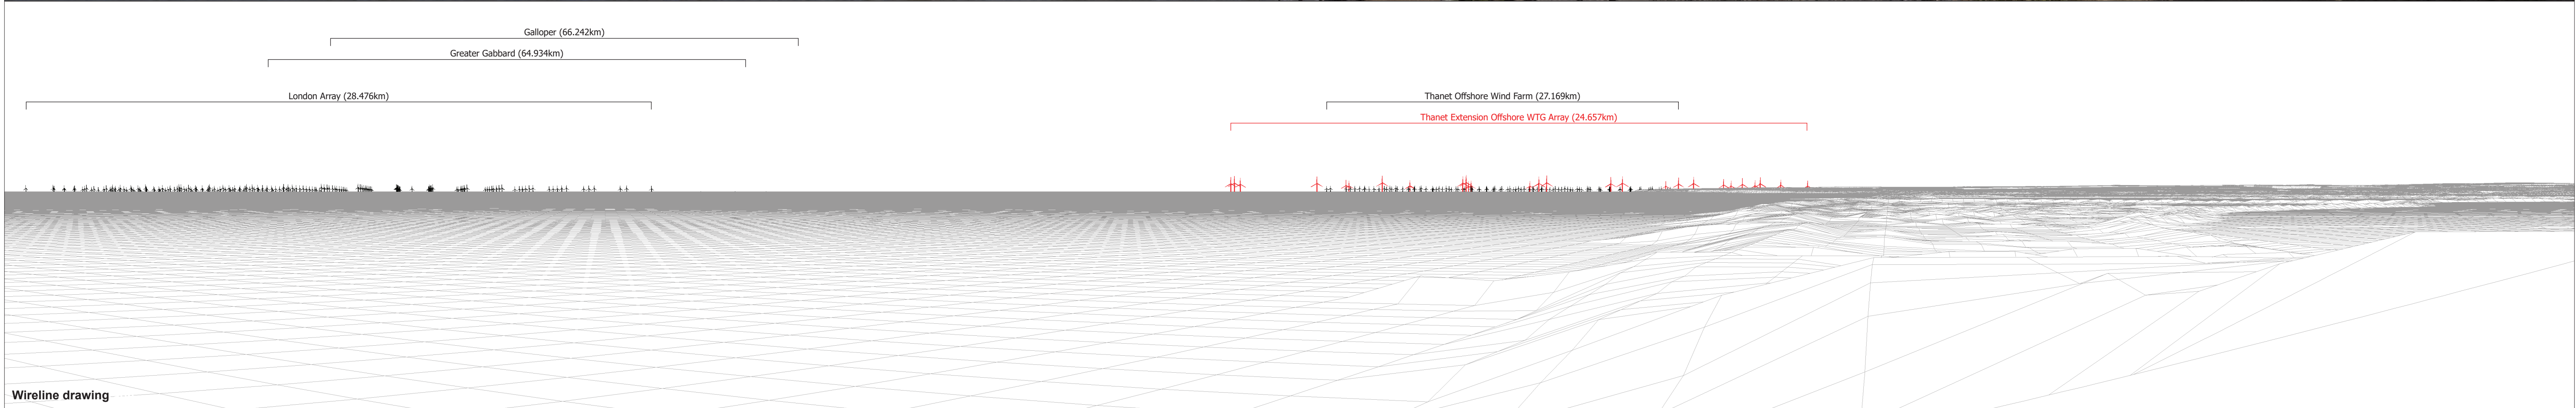 Galloper (66.242km)
Greater Gabbard (64.934km)
London Array (28.476km)
Thanet Offshore Wind Farm (27.169km)
Thanet Extension Offshore WTG Array (24.657km)
Wireline drawing